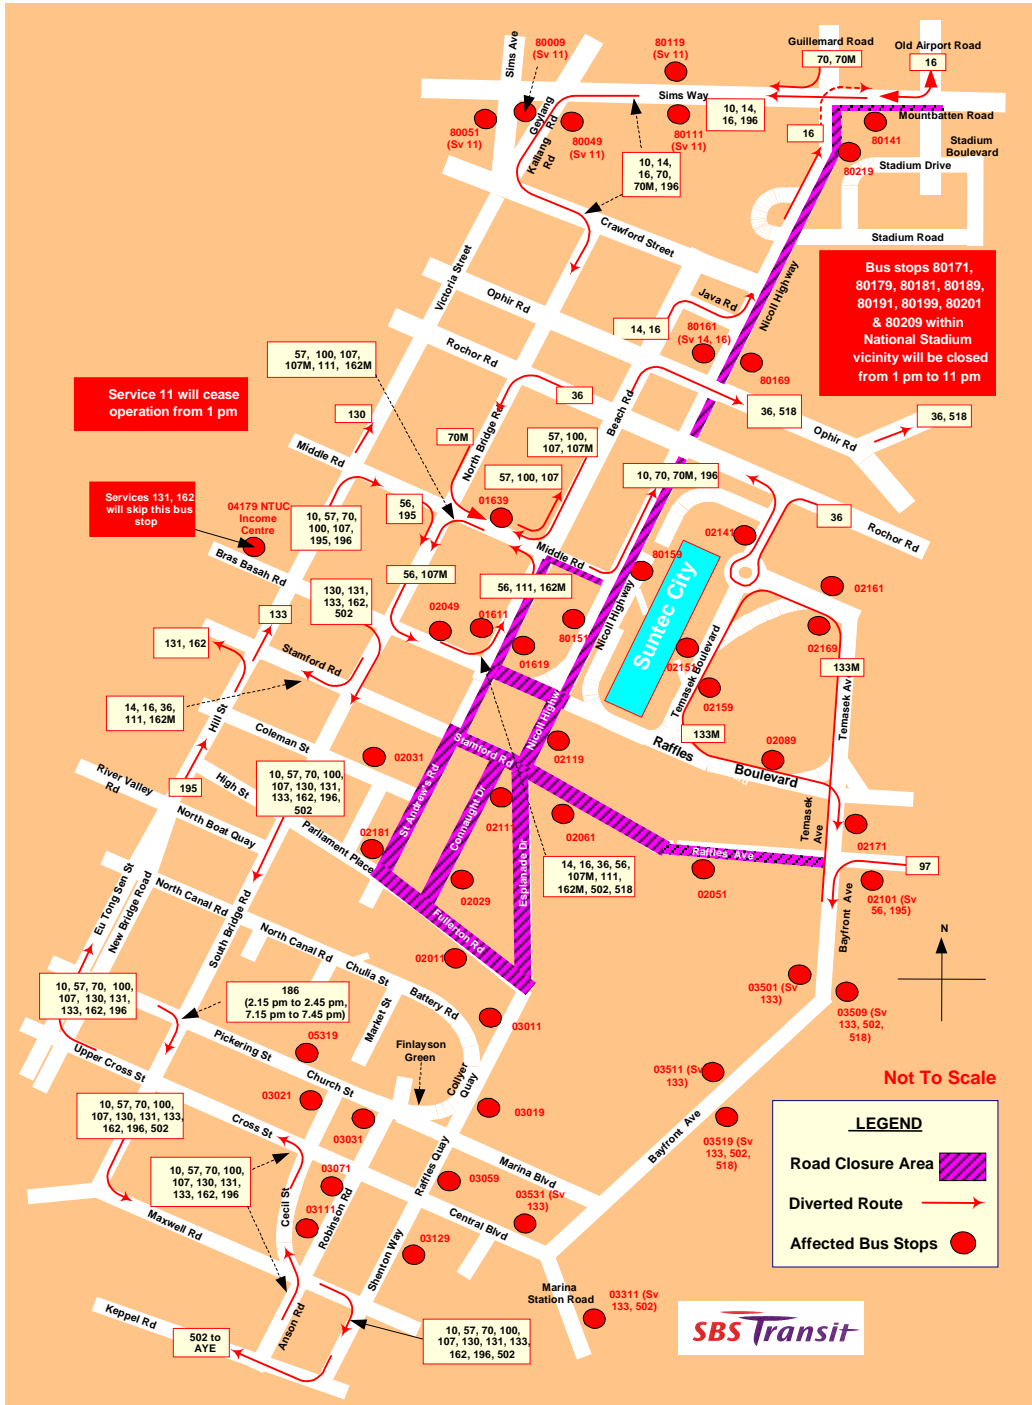 Sims Ave
80009
(Sv 11)
80119
(Sv 11)
Guillemard Road
70, 70M
Old Airport Road
16
Sims Way
10, 14,
16, 196
Mountbatten Road
80051
(Sv 11)
Geylang
Rd
Kallang
Rd
80049
(Sv 11)
80111
(Sv 11)
16
80141
Stadium
Boulevard
10, 14,
16, 70,
70M, 196
80219
Stadium Drive
Crawford Street
Stadium Road
Victoria Street
Nicoll Highway
Bus stops 80171,
80179, 80181, 80189,
80191, 80199, 80201
& 80209 within
National Stadium
vicinity will be closed
from 1 pm to 11 pm
Ophir Rd
Java Rd
14, 16
80161
(Sv 14, 16)
Rochor Rd
57, 100, 107,
107M, 111, 162M
80169
Service 11 will cease
operation from 1 pm
36
Beach Rd
36, 518
36, 518
130
70M
North Bridge Rd
57, 100,
107, 107M
Ophir Rd
Middle Rd
57, 100, 107
10, 70, 70M, 196
Services 131, 162
will skip this bus
stop
04179 NTUC
Income
Centre
10, 57, 70,
100, 107,
195, 196
56,
195
01639
36
Rochor Rd
02141
Bras Basah Rd
Middle Rd
80159
56, 107M
56, 111, 162M
130, 131,
133, 162,
502
Suntec City
02161
133
02049
01611
80151
Nicoll Highway
02169
131, 162
Stamford Rd
01619
02151
Temasek Boulevard
133M
14, 16, 36,
111, 162M
02159
Temasek Ave
Hill St
Coleman St
Stamford Rd
Nicoll Highw
133M
Raffles
Boulevard
02119
02089
02031
River Valley
Rd
High St
195
10, 57, 70, 100,
107, 130, 131,
133, 162, 196,
502
St Andrew's Rd
Connaught Dr
02111
02061
Temasek
Ave
North Boat Quay
Parliament Place
02181
02171
Raffles Ave
Esplanade Dr
14, 16, 36, 56,
107M, 111,
162M, 502, 518
02051
97
02101 (Sv
56, 195)
Eu Tong Sen St
New Bridge Road
North Canal Rd
South Bridge Rd
02029
Fullerton Rd
Bayfront Ave
North Canal Rd
N
Chulia St
02011
10, 57, 70, 100,
107, 130, 131,
133, 162, 196
186
(2.15 pm to 2.45 pm,
7.15 pm to 7.45 pm)
Battery Rd
03501 (Sv
133)
03509 (Sv
133, 502,
518)
Market St
03011
Pickering St
05319
Finlayson
Green
Upper Cross St
Church St
Collyer
Quay
03511 (Sv
133)
Not To Scale
03021
10, 57, 70, 100,
107, 130, 131, 133,
162, 196, 502
Cross St
03031
03019
Bayfront Ave
03519 (Sv
133, 502,
518)
LEGEND
Road Closure Area
Diverted Route
Affected Bus Stops
10, 57, 70, 100,
107, 130, 131,
133, 162, 196
03071
Raffles Quay
Marina Blvd
03059
03531 (Sv
133)
Maxwell Rd
Cecil St
03111
Robinson Rd
Central Blvd
Shenton Way
03129
Marina
Station Road
03311 (Sv
133, 502)
Keppel Rd
Anson Rd
502 to
AYE
10, 57, 70, 100,
107, 130, 131, 133,
162, 196, 502
SBS Transit